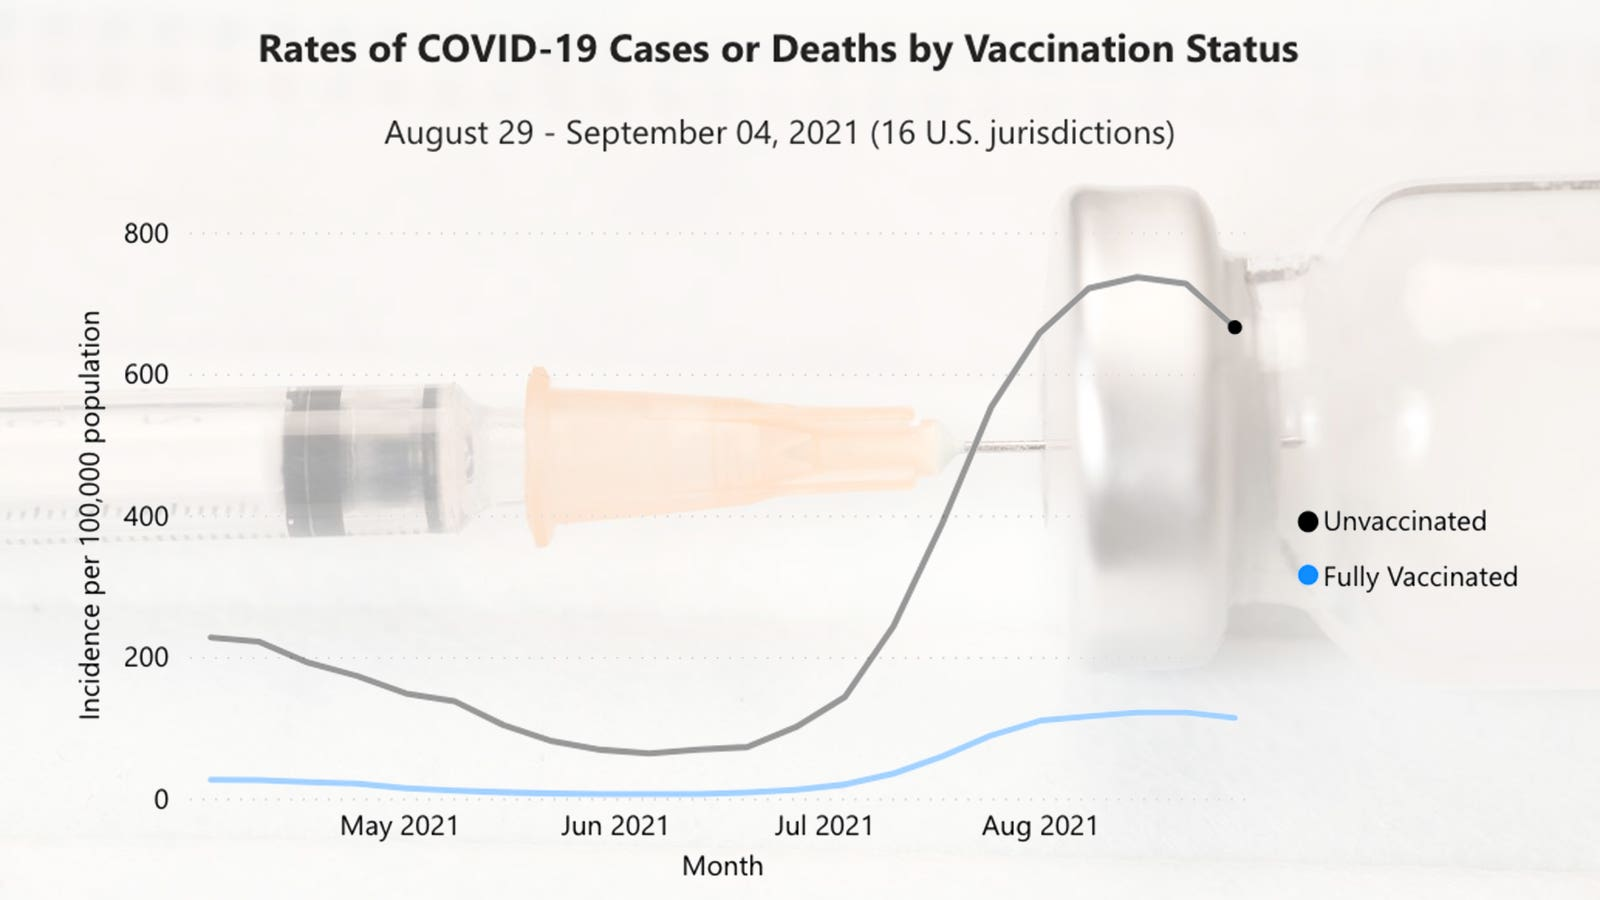 Rates of COVID-19 Cases or Deaths by Vaccination Status
August 29 - September 04, 2021 (16 U.S. jurisdictions)
Incidence per 100,000 population
800
600
400
200
0
May 2021
Jun 2021
Jul 2021
Aug 2021
Month
Unvaccinated
Fully Vaccinated